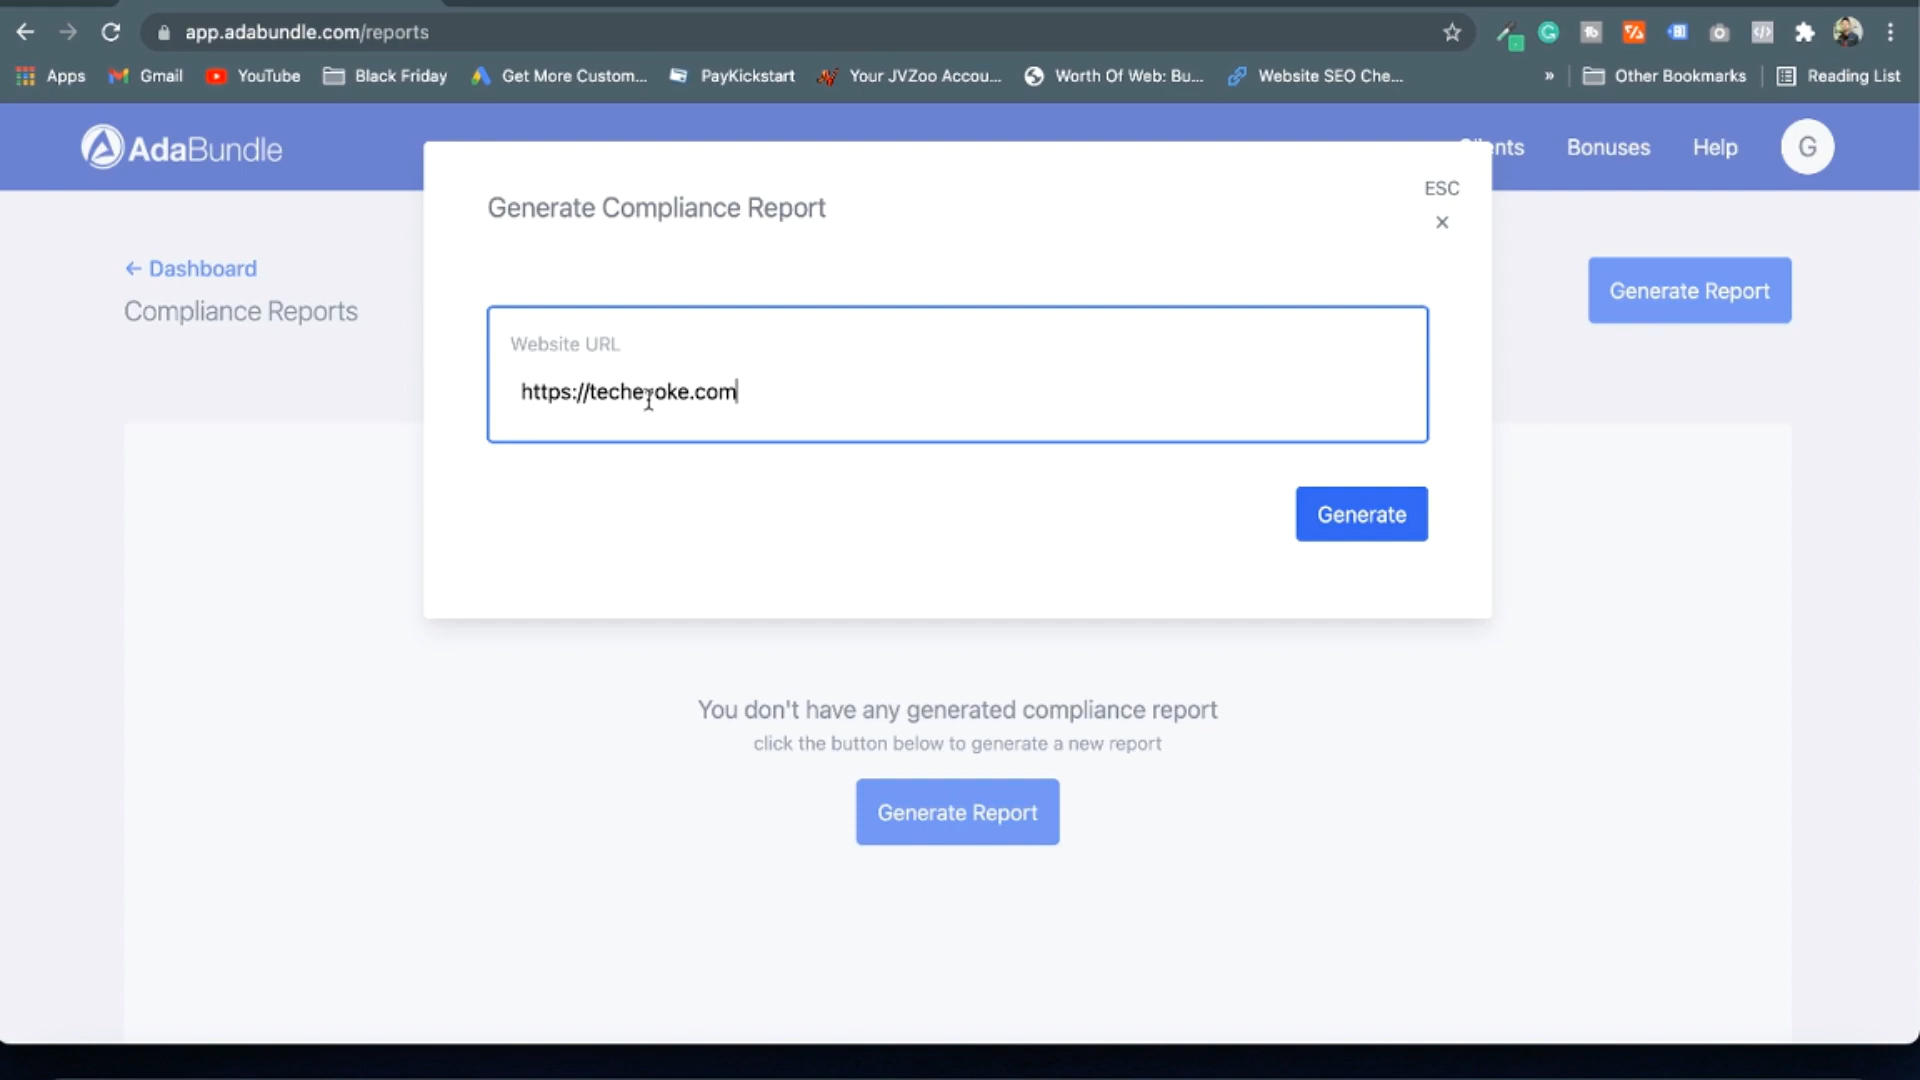 app.adabundle.com/reports
Apps Gmail YouTube Black Friday Get More Custom... PayKickstart Your JVZoo Accou... Worth Of Web: Bu... Website SEO Che... » Other Bookmarks Reading List
AdaBundle
Bonuses Help G
Generate Compliance Report
ESC
← Dashboard
Compliance Reports
Generate Report
Website URL
https://techevoke.com
Generate
You don't have any generated compliance report
click the button below to generate a new report
Generate Report